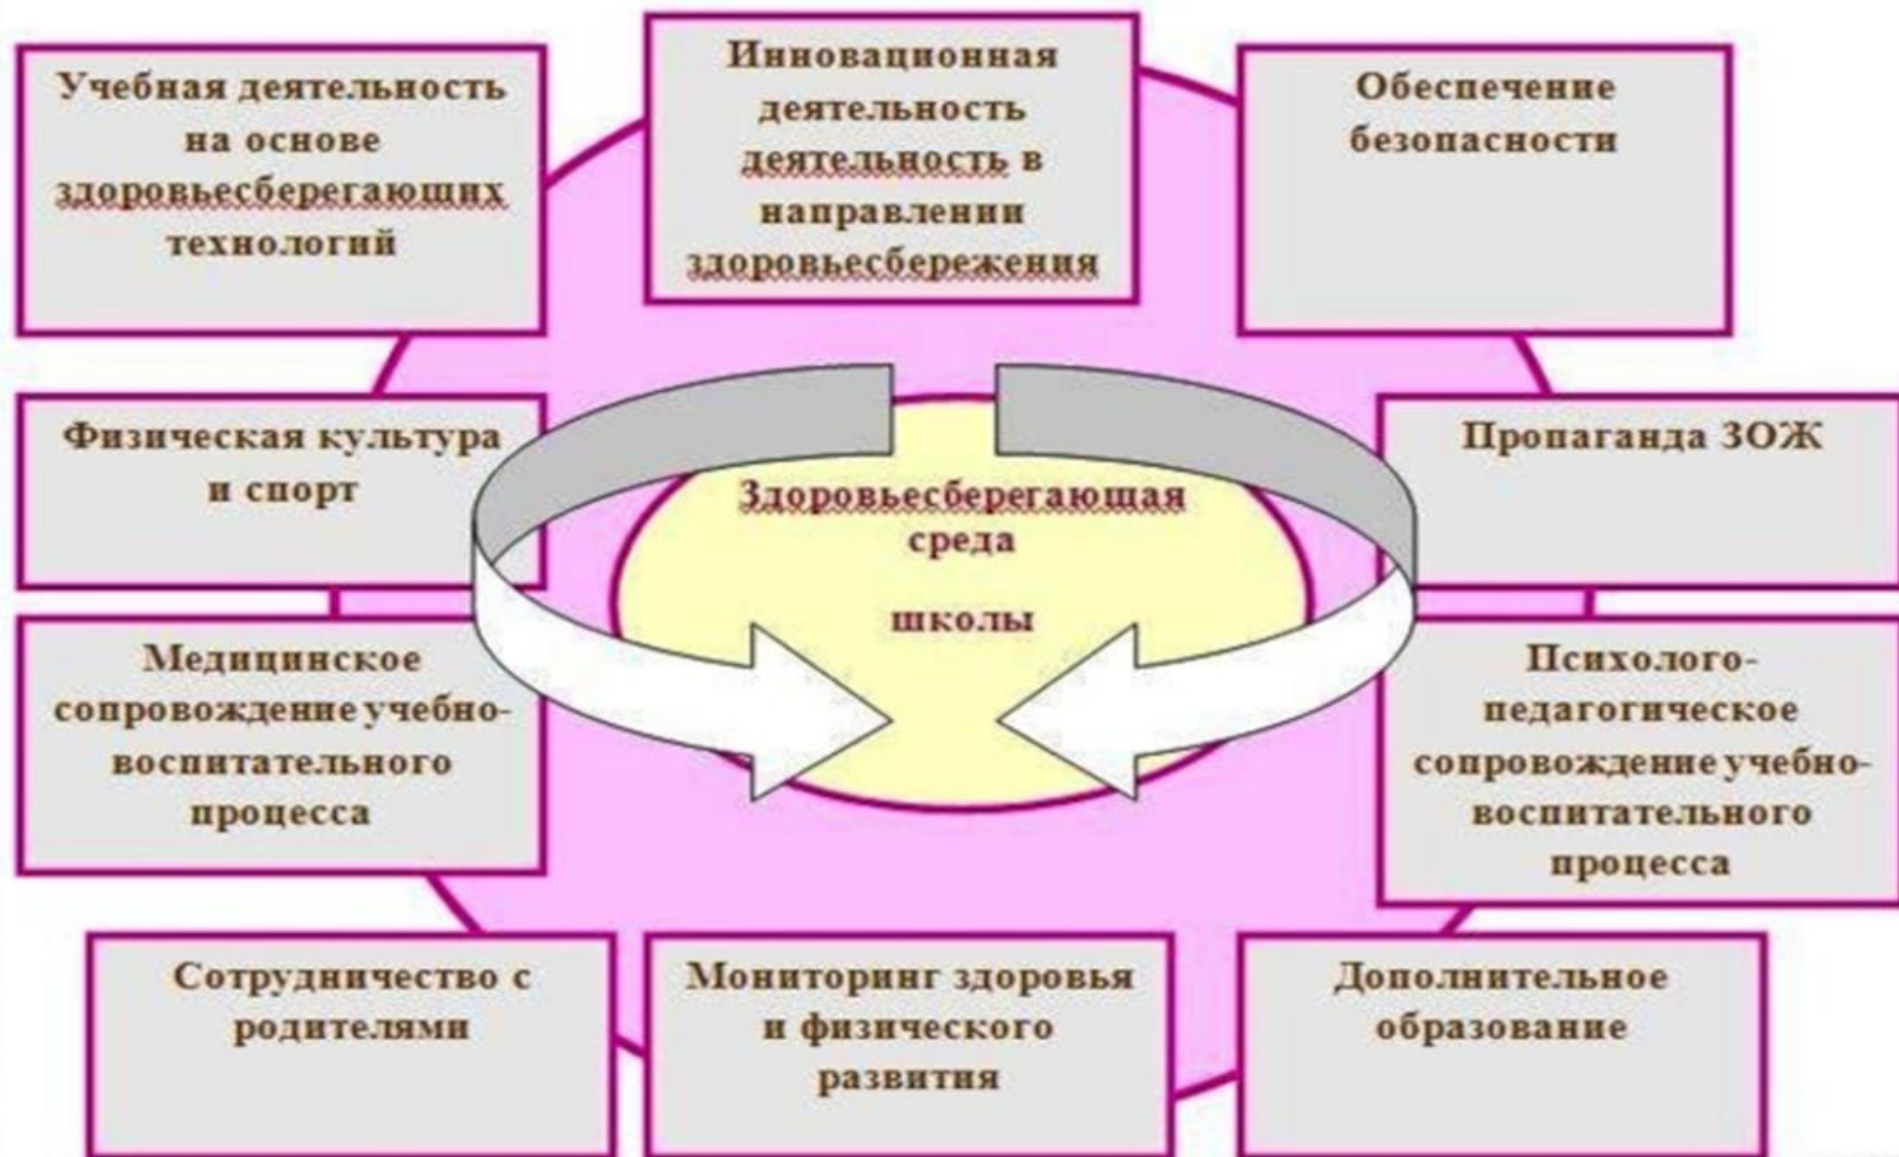 Учебная деятельность
на основе
здоровьесберегающих
технологий
Инновационная
деятельность
деятельность в
направлении
здоровьесбережения
Обеспечение
безопасности
Физическая культура
и спорт
Здоровьесберегающая
среда
школы
Пропаганда ЗОЖ
Медицинское
сопровождение учебно-
воспитательного
процесса
Психолого-
педагогическое
сопровождение учебно-
воспитательного
процесса
Сотрудничество с
родителями
Мониторинг здоровья
и физического
развития
Дополнительное
образование